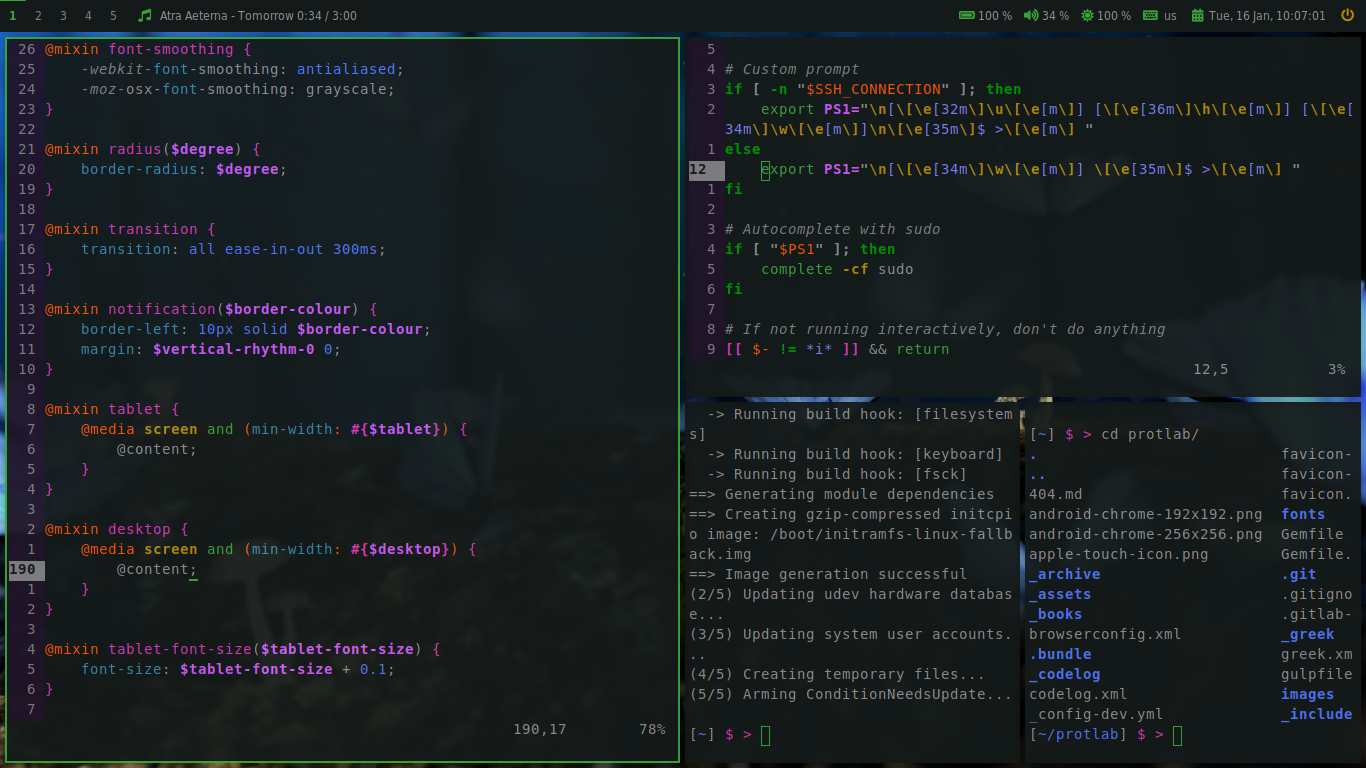 1 2 3 4 5 Atra Aeterna - Tomorrow 0:34 / 3:00 100 % 34 % 100 % us Tue, 16 Jan, 10:07:01
26 @mixin font-smoothing {
25 -webkit-font-smoothing: antialiased;
24 -moz-osx-font-smoothing: grayscale;
23 }
22
21 @mixin radius($degree) {
20 border-radius: $degree;
19 }
18
17 @mixin transition {
16 transition: all ease-in-out 300ms;
15 }
14
13 @mixin notification($border-colour) {
12 border-left: 10px solid $border-colour;
11 margin: $vertical-rhythm-0 0;
10 }
9
8 @mixin tablet {
7 @media screen and (min-width: #{$tablet}) {
6 @content;
5 }
4 }
3
2 @mixin desktop {
1 @media screen and (min-width: #{$desktop}) {
190 @content;
1 }
2 }
3
4 @mixin tablet-font-size($tablet-font-size) {
5 font-size: $tablet-font-size + 0.1;
6 }
7
190,17 78%
5
4 # Custom prompt
3 if [ -n "$SSH_CONNECTION" ]; then
2 export PS1="\n[\[\e[32m\]\u\[\e[m\]] [\[\e[36m\]\h\[\e[m\]] [\[\e[
34m\]\w\[\e[m\]]\n\[\e[35m\]$ >\[\e[m\] "
1 else
12 export PS1="\n[\[\e[34m\]\w\[\e[m\]] \[\e[35m\]$ >\[\e[m\] "
1 fi
2
3 # Autocomplete with sudo
4 if [ "$PS1" ]; then
5 complete -cf sudo
6 fi
7
8 # If not running interactively, don't do anything
9 [[ $- != *i* ]] && return
12,5 3%
-> Running build hook: [filesystem
s]
-> Running build hook: [keyboard]
-> Running build hook: [fsck]
==> Generating module dependencies
==> Creating gzip-compressed initcpi
o image: /boot/initramfs-linux-fallb
ack.img
==> Image generation successful
(2/5) Updating udev hardware databas
e...
(3/5) Updating system user accounts.
..
(4/5) Creating temporary files...
(5/5) Arming ConditionNeedsUpdate...
[~] $ >
[~] $ > cd protlab/
. favicon-
.. favicon-
404.md favicon.
android-chrome-192x192.png fonts
android-chrome-256x256.png Gemfile
apple-touch-icon.png Gemfile.
_archive .git
_assets .gitigno
_books .gitlab-
browserconfig.xml _greek
.bundle greek.xm
_codelog gulpfile
codelog.xml images
_config-dev.yml _include
[~/protlab] $ >